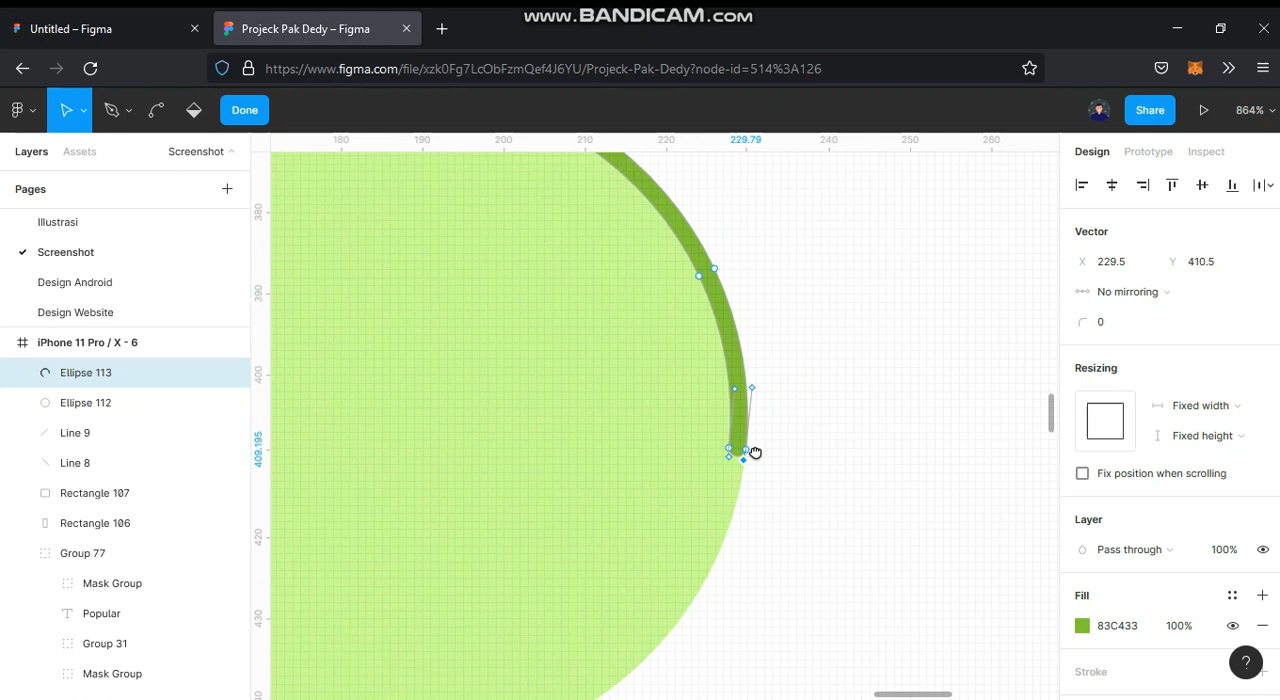 www.BANDICAM.com
Untitled – Figma
Projeck Pak Dedy – Figma
https://www.figma.com/file/xzk0Fg7LcObFzmQef4J6YU/Projeck-Pak-Dedy?node-id=514%3A126
Done
Share
864%
Layers
Assets
Screenshot
180
190
200
210
220
229.79
240
250
260
Design
Prototype
Inspect
Pages
Illustrasi
Screenshot
Design Android
Design Website
iPhone 11 Pro / X - 6
Ellipse 113
Ellipse 112
Line 9
Line 8
Rectangle 107
Rectangle 106
Group 77
Mask Group
Popular
Group 31
Mask Group
380
390
400
409.195
420
430
Vector
X 229.5 Y 410.5
No mirroring
0
Resizing
Fixed width
Fixed height
Fix position when scrolling
Layer
Pass through 100%
Fill
83C433 100%
Stroke
?